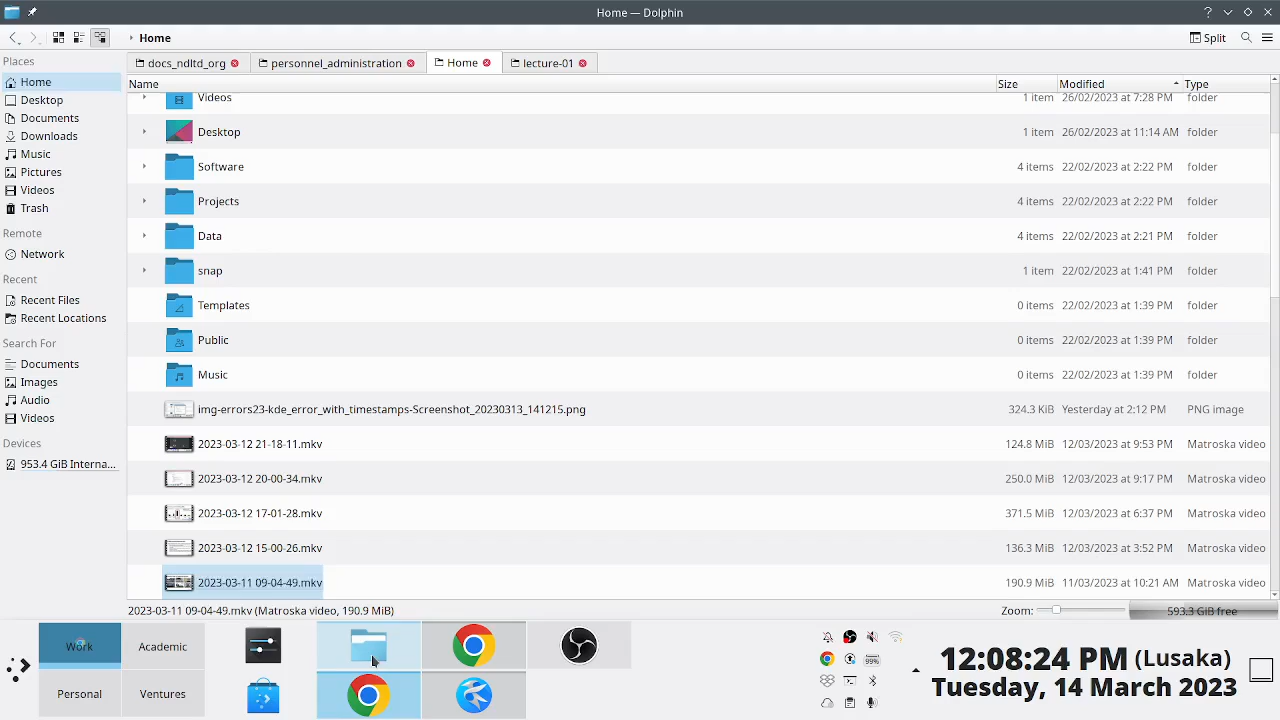 Home — Dolphin
Home
Split
Places
Home
Desktop
Documents
Downloads
Music
Pictures
Videos
Trash
Remote
Network
Recent
Recent Files
Recent Locations
Search For
Documents
Images
Audio
Videos
Devices
953.4 GiB Interna...
docs_ndltd_org
personnel_administration
Home
lecture-01
Name Size Modified Type
Videos 1 item 26/02/2023 at 7:28 PM folder
Desktop 1 item 26/02/2023 at 11:14 AM folder
Software 4 items 22/02/2023 at 2:22 PM folder
Projects 4 items 22/02/2023 at 2:22 PM folder
Data 4 items 22/02/2023 at 2:21 PM folder
snap 1 item 22/02/2023 at 1:41 PM folder
Templates 0 items 22/02/2023 at 1:39 PM folder
Public 0 items 22/02/2023 at 1:39 PM folder
Music 0 items 22/02/2023 at 1:39 PM folder
img-errors23-kde_error_with_timestamps-Screenshot_20230313_141215.png 324.3 KiB Yesterday at 2:12 PM PNG image
2023-03-12 21-18-11.mkv 124.8 MiB 12/03/2023 at 9:53 PM Matroska video
2023-03-12 20-00-34.mkv 250.0 MiB 12/03/2023 at 9:17 PM Matroska video
2023-03-12 17-01-28.mkv 371.5 MiB 12/03/2023 at 6:37 PM Matroska video
2023-03-12 15-00-26.mkv 136.3 MiB 12/03/2023 at 3:52 PM Matroska video
2023-03-11 09-04-49.mkv 190.9 MiB 11/03/2023 at 10:21 AM Matroska video
2023-03-11 09-04-49.mkv (Matroska video, 190.9 MiB) Zoom: 593.3 GiB free
Work
Academic
Personal
Ventures
99%
12:08:24 PM (Lusaka)
Tuesday, 14 March 2023